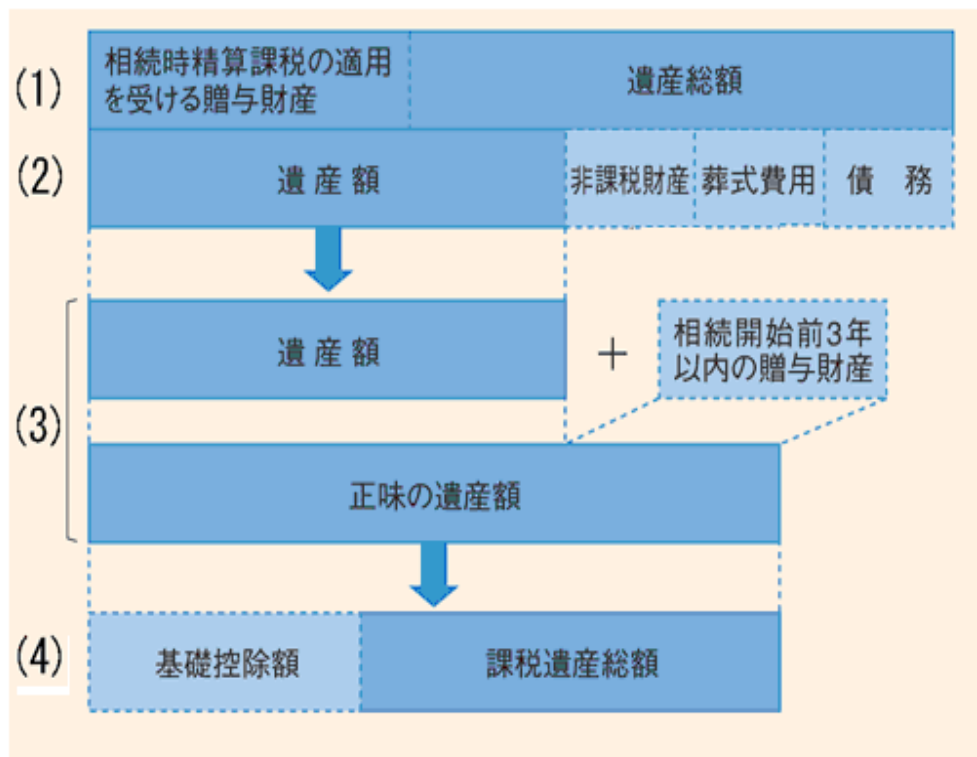 (1)
相続時精算課税の適用
を受ける贈与財産
遺産総額
(2)
遺産額
非課税財産
葬式費用
債務
(3)
遺産額
+
相続開始前3年
以内の贈与財産
正味の遺産額
(4)
基礎控除額
課税遺産総額